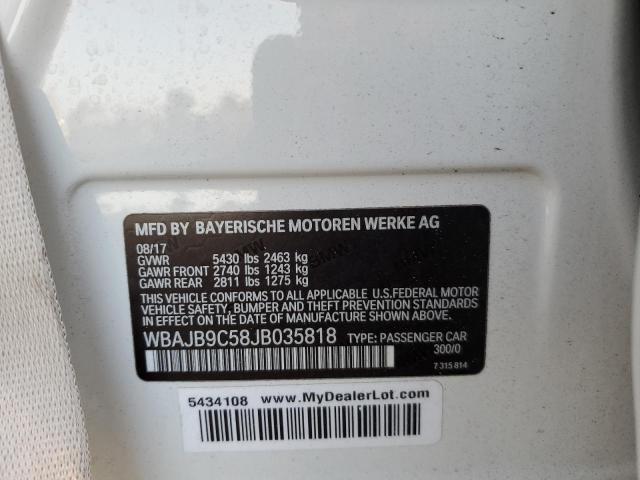 MFD BY BAYERISCHE MOTOREN WERKE AG
08/17
GVWR 5430 lbs 2463 kg
GAWR FRONT 2740 lbs 1243 kg
GAWR REAR 2811 lbs 1275 kg
THIS VEHICLE CONFORMS TO ALL APPLICABLE U.S.FEDERAL MOTOR
VEHICLE SAFETY, BUMPER AND THEFT PREVENTION STANDARDS
IN EFFECT ON THE DATE OF MANUFACTURE SHOWN ABOVE.
WBAJB9C58JB035818 TYPE: PASSENGER CAR
300/0
7 315 814
5434108 www.MyDealerLot.com